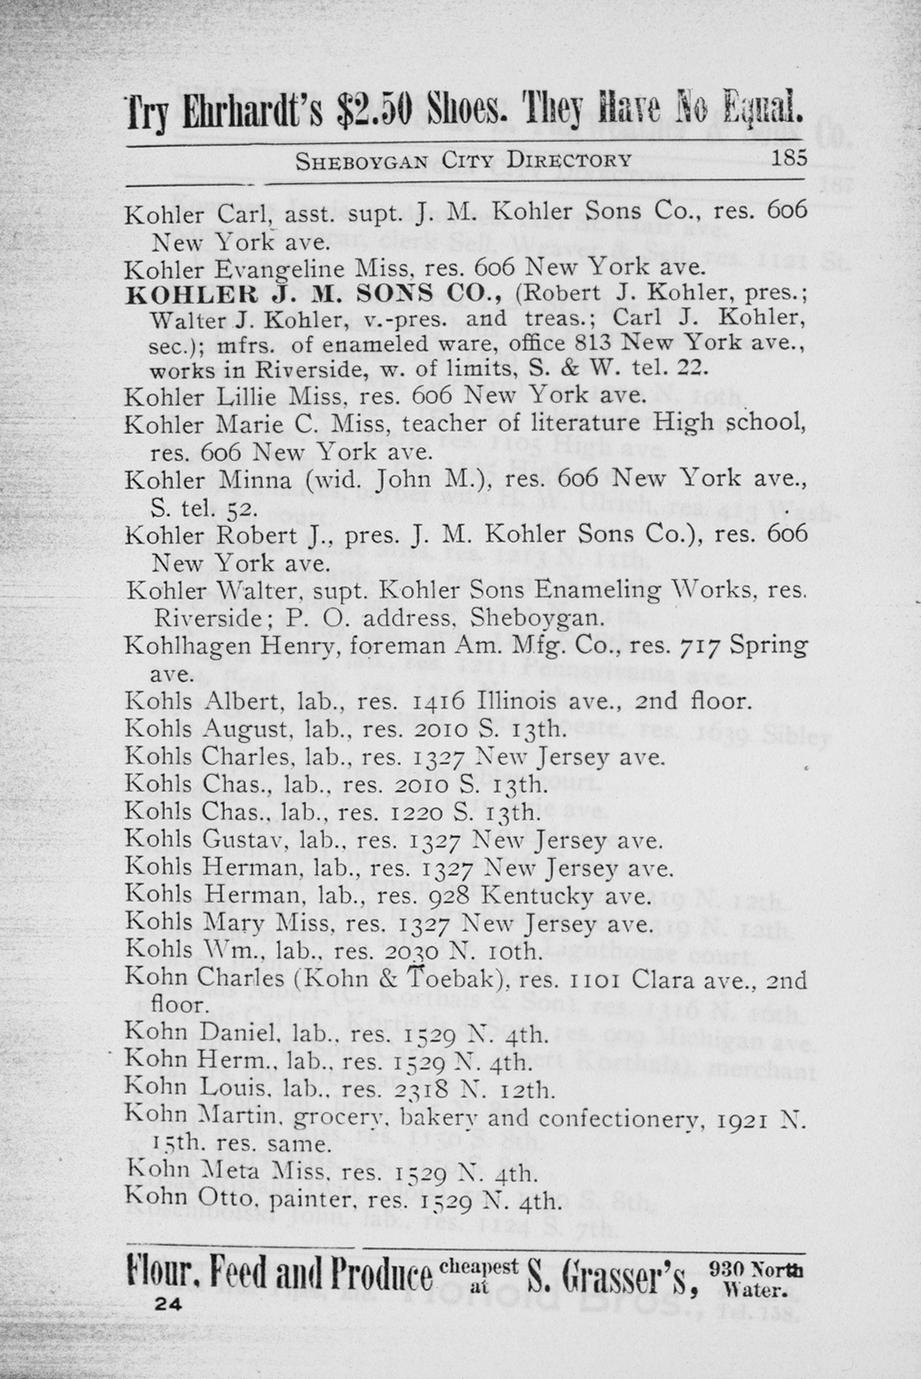 Try Ehrhardt's $2.50 Shoes. They Have No Equal.
SHEBOYGAN CITY DIRECTORY 185
Kohler Carl, asst. supt. J. M. Kohler Sons Co., res. 606
New York ave.
Kohler Evangeline Miss, res. 606 New York ave.
KOHLER J. M. SONS CO., (Robert J. Kohler, pres.;
Walter J. Kohler, v.-pres. and treas.; Carl J. Kohler,
sec.); mfrs. of enameled ware, office 813 New York ave.,
works in Riverside, w. of limits, S. & W. tel. 22.
Kohler Lillie Miss, res. 606 New York ave.
Kohler Marie C. Miss, teacher of literature High school,
res. 606 New York ave.
Kohler Minna (wid. John M.), res. 606 New York ave.,
S. tel. 52.
Kohler Robert J., pres. J. M. Kohler Sons Co.), res. 606
New York ave.
Kohler Walter, supt. Kohler Sons Enameling Works, res.
Riverside; P. O. address, Sheboygan.
Kohlhagen Henry, foreman Am. Mfg. Co., res. 717 Spring
ave.
Kohls Albert, lab., res. 1416 Illinois ave., 2nd floor.
Kohls August, lab., res. 2010 S. 13th.
Kohls Charles, lab., res. 1327 New Jersey ave.
Kohls Chas., lab., res. 2010 S. 13th.
Kohls Chas., lab., res. 1220 S. 13th.
Kohls Gustav, lab., res. 1327 New Jersey ave.
Kohls Herman, lab., res. 1327 New Jersey ave.
Kohls Herman, lab., res. 928 Kentucky ave.
Kohls Mary Miss, res. 1327 New Jersey ave.
Kohls Wm., lab., res. 2030 N. 10th.
Kohn Charles (Kohn & Toebak), res. 1101 Clara ave., 2nd
floor.
Kohn Daniel, lab., res. 1529 N. 4th.
Kohn Herm., lab., res. 1529 N. 4th.
Kohn Louis, lab., res. 2318 N. 12th.
Kohn Martin, grocery, bakery and confectionery, 1921 N.
15th, res. same.
Kohn Meta Miss, res. 1529 N. 4th.
Kohn Otto, painter, res. 1529 N. 4th.
Flour, Feed and Produce cheapest at S. Grasser's, 930 North Water.
24